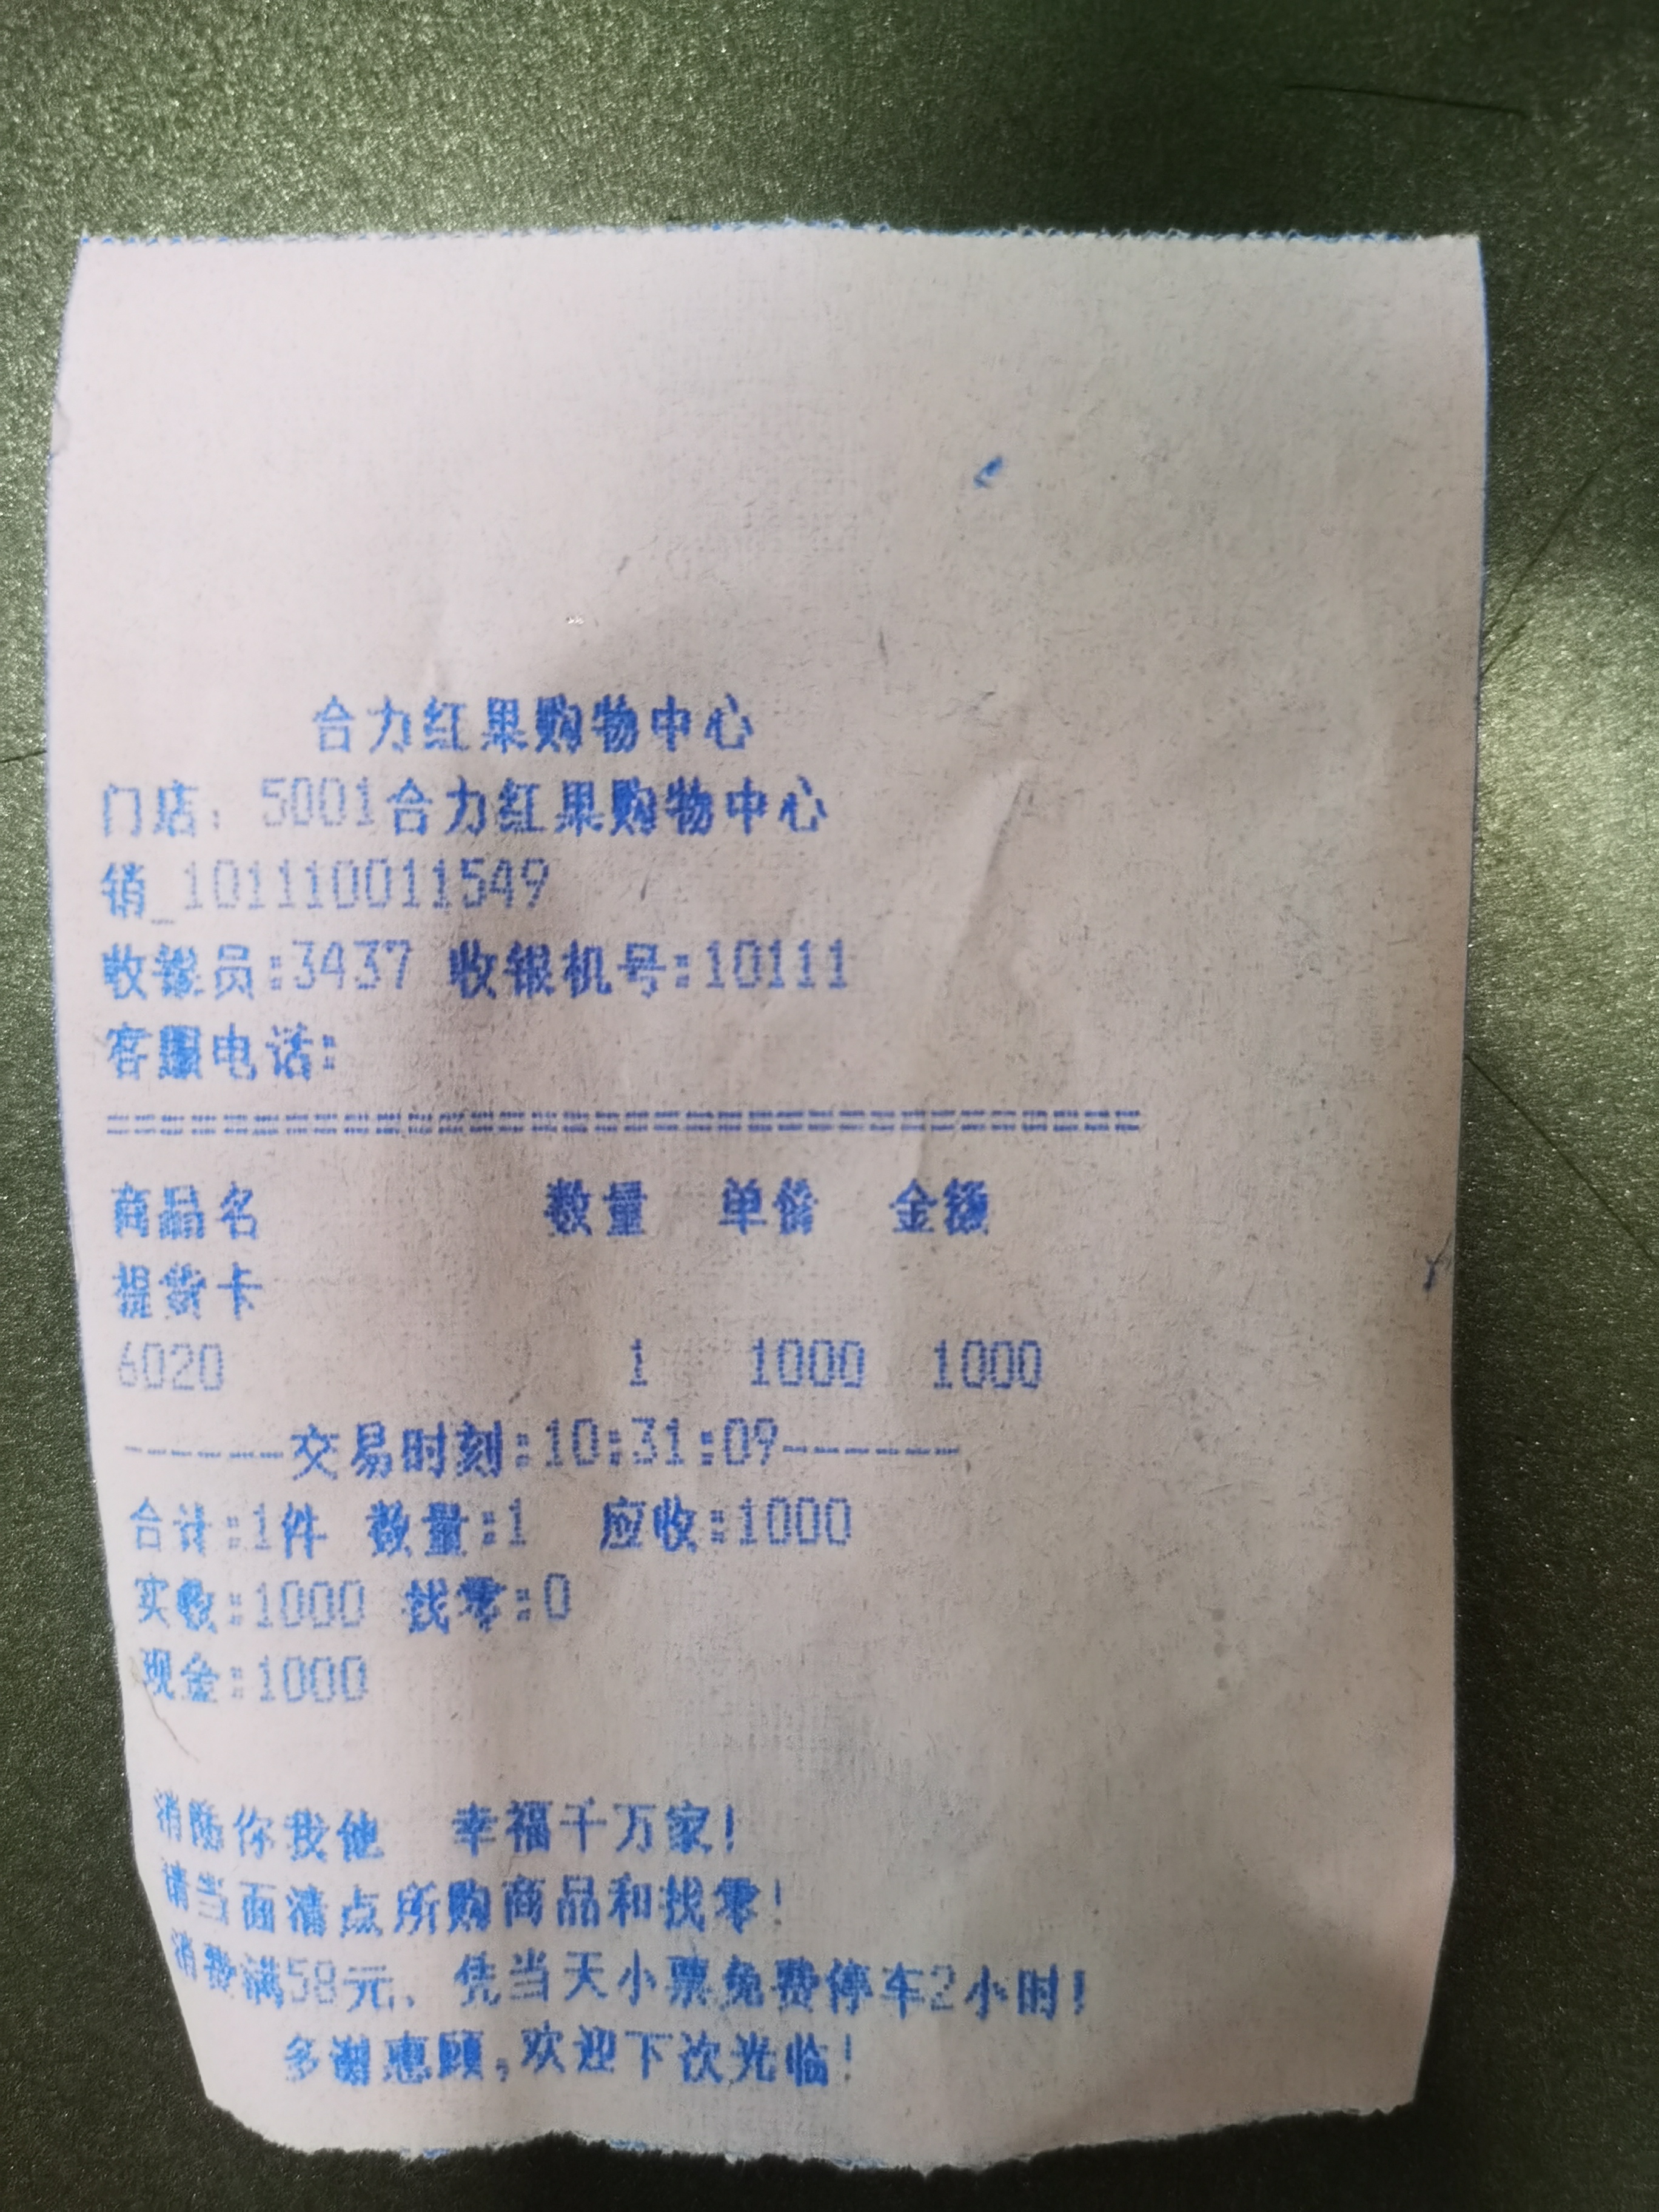 合力红果购物中心
门店：5001合力红果购物中心
销_101110011549
收银员:3437 收银机号:10111
客服电话:
====================================
商品名 数量 单价 金额
提货卡
6020 1 1000 1000
------交易时刻:10:31:09------
合计:1件 数量:1 应收:1000
实收:1000 找零:0
现金:1000
消防你我他 幸福千万家!
请当面清点所购商品和找零!
消费满58元、凭当天小票免费停车2小时!
多谢惠顾,欢迎下次光临!